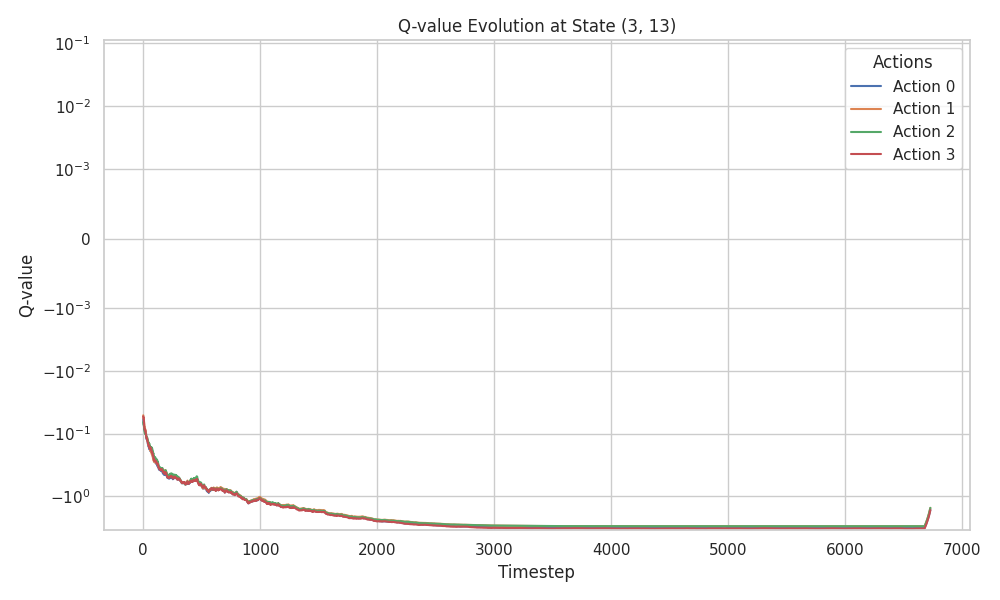 Q-value Evolution at State (3, 13)
10⁻¹
10⁻²
10⁻³
0
−10⁻³
−10⁻²
−10⁻¹
−10⁰
Q-value
Actions
Action 0
Action 1
Action 2
Action 3
0 1000 2000 3000 4000 5000 6000 7000
Timestep